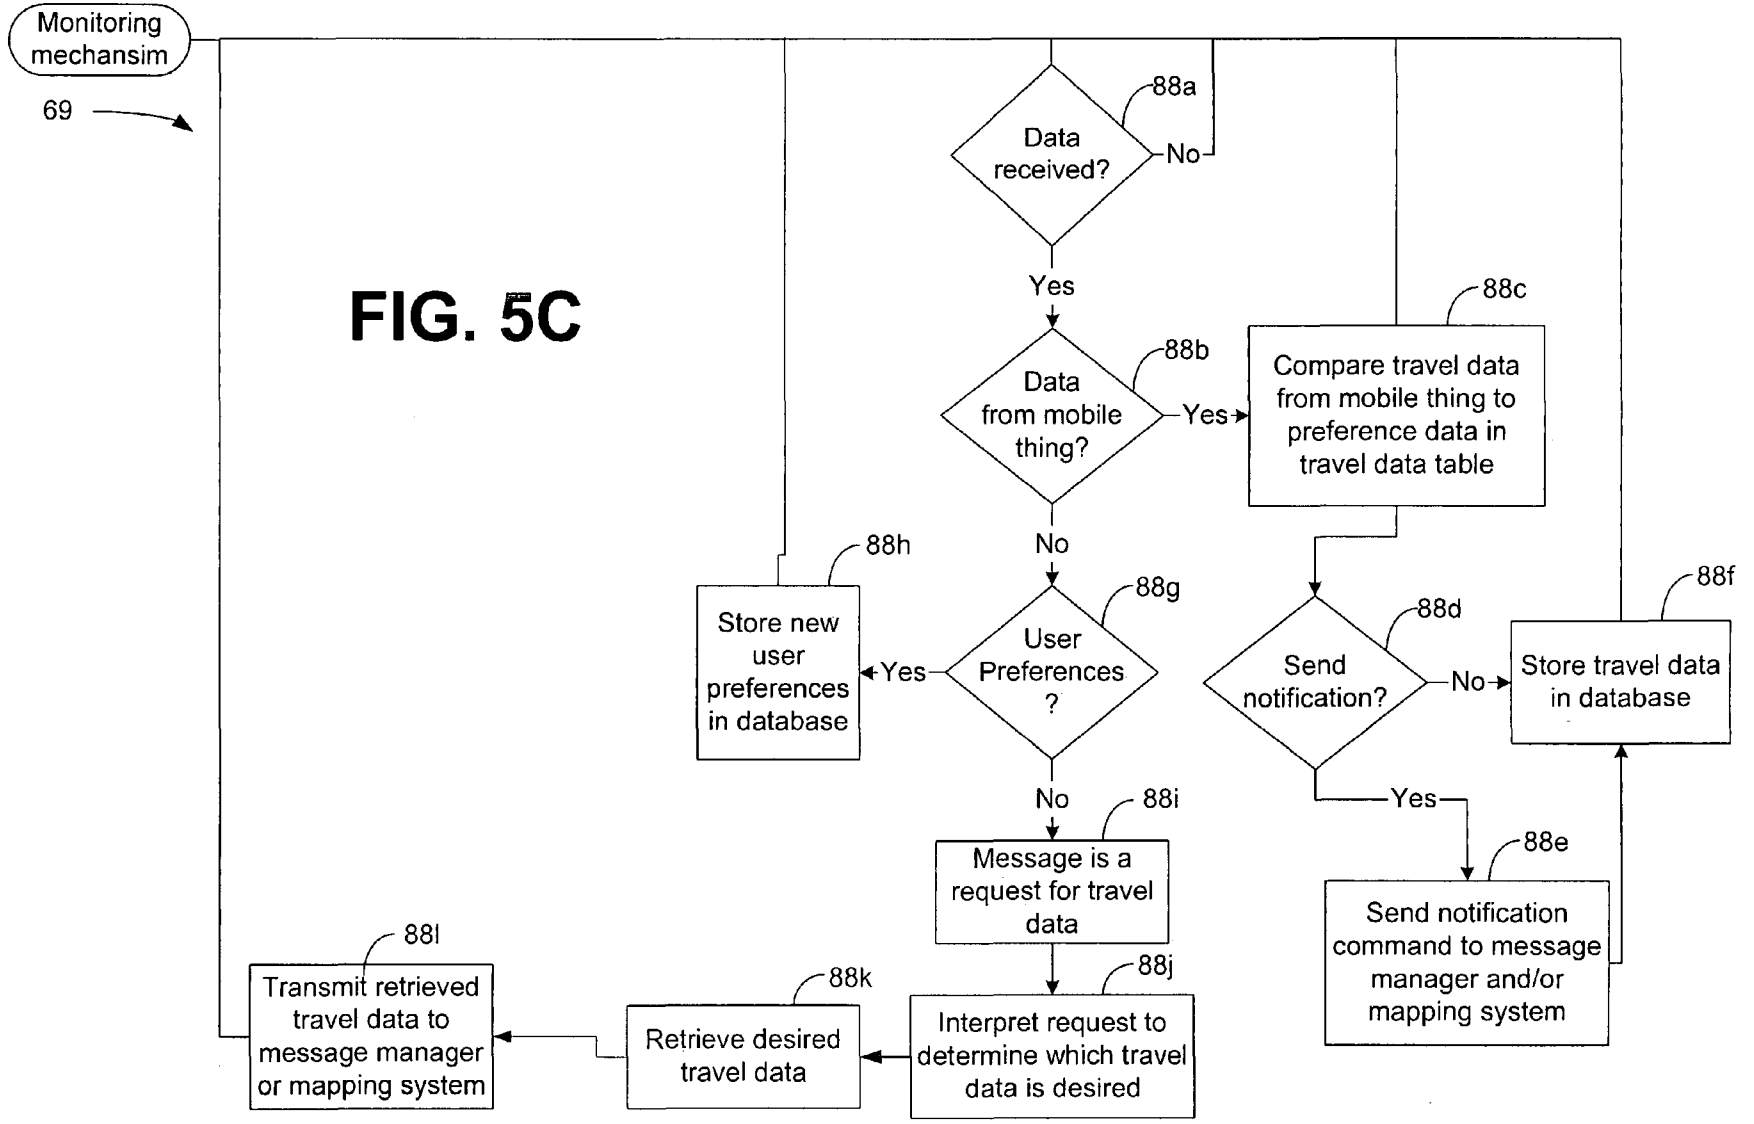 Monitoring
mechansim
69
88a
Data
received?
No
Yes
FIG. 5C
88c
88b
Data
from mobile
thing?
Yes
Compare travel data
from mobile thing to
preference data in
travel data table
No
88h
88g
88d
88f
Store new
user
preferences
in database
Yes
User
Preferences
?
Send
notification?
No
Store travel data
in database
No
88i
Yes
88e
Message is a
request for travel
data
Send notification
command to message
manager and/or
mapping system
88l
88k
88j
Transmit retrieved
travel data to
message manager
or mapping system
Retrieve desired
travel data
Interpret request to
determine which travel
data is desired